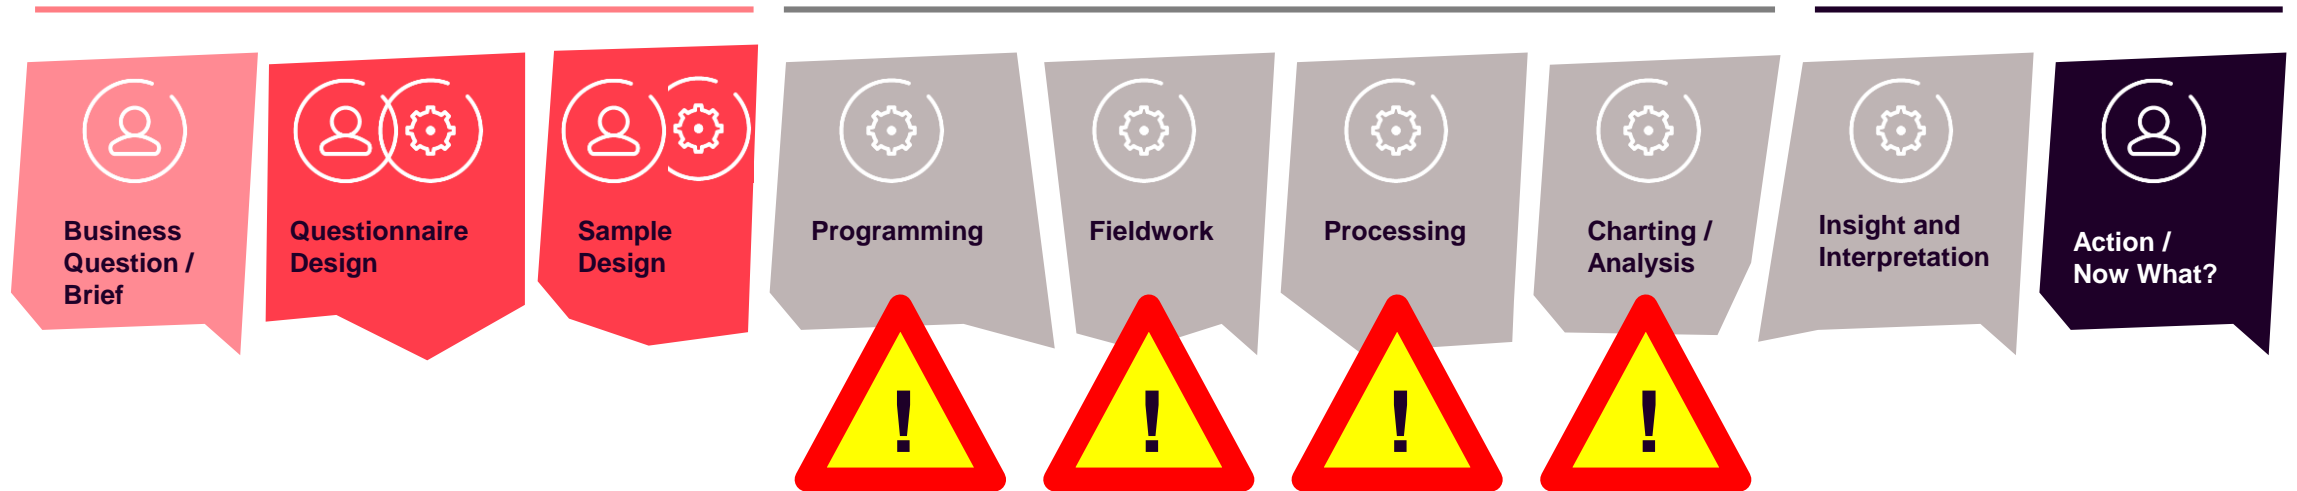 Business
Question /
Brief
Questionnaire
Design
Sample
Design
Programming
Fieldwork
Processing
Charting /
Analysis
Insight and
Interpretation
Action /
Now What?
!
!
!
!